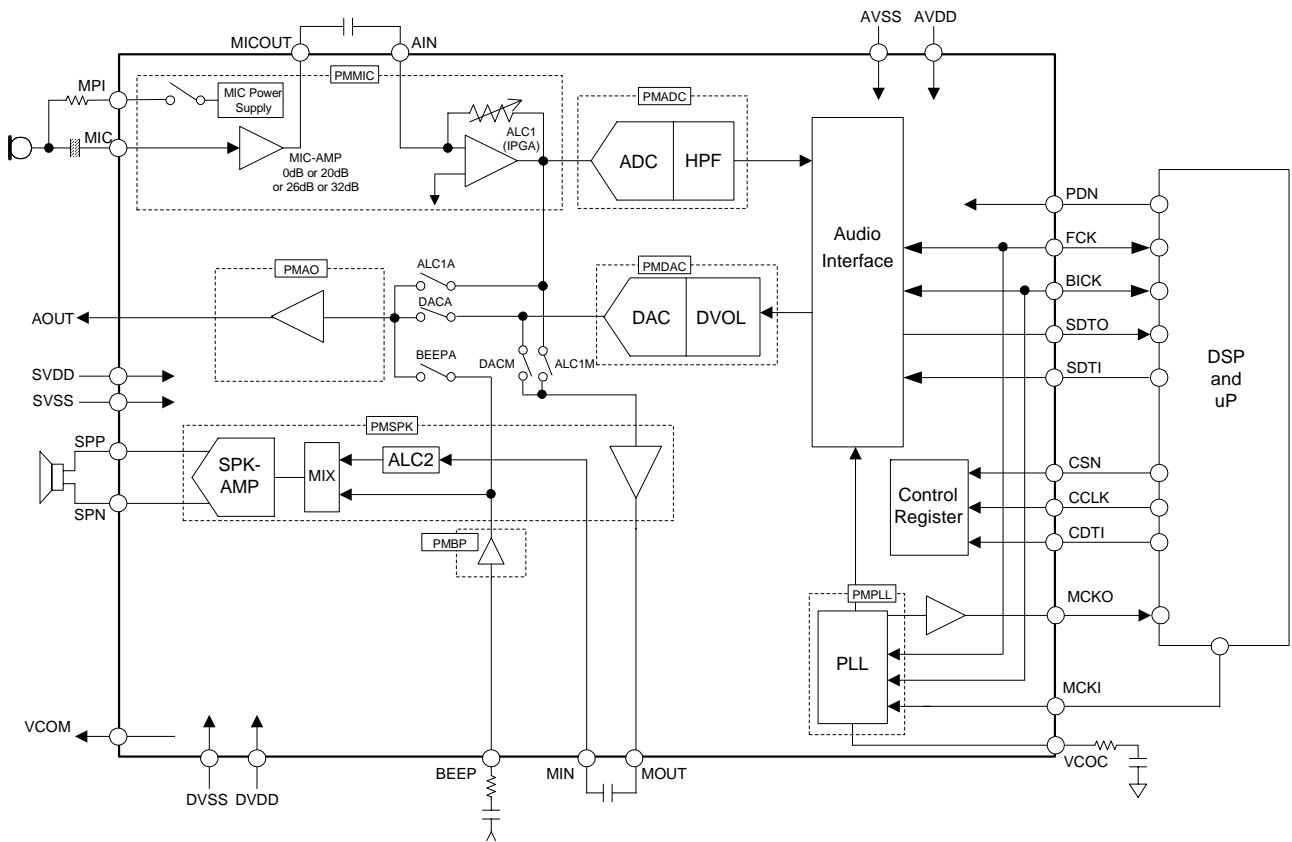 AVSS AVDD
MICOUT AIN
MPI
PMMIC
MIC Power
Supply
PMADC
MIC
ALC1
(IPGA)
MIC-AMP
0dB or 20dB
or 26dB or 32dB
ADC HPF
PDN
Audio
Interface
FCK
ALC1A
PMAO
PMDAC
BICK
DACA
AOUT
DAC DVOL
SDTO
BEEPA
DACM ALC1M
DSP
and
uP
SVDD
SDTI
SVSS
PMSPK
SPP
SPK-
AMP
MIX
ALC2
CSN
Control
Register
CCLK
SPN
CDTI
PMBP
PMPLL
MCKO
PLL
MCKI
VCOM
VCOC
BEEP MIN MOUT
DVSS DVDD